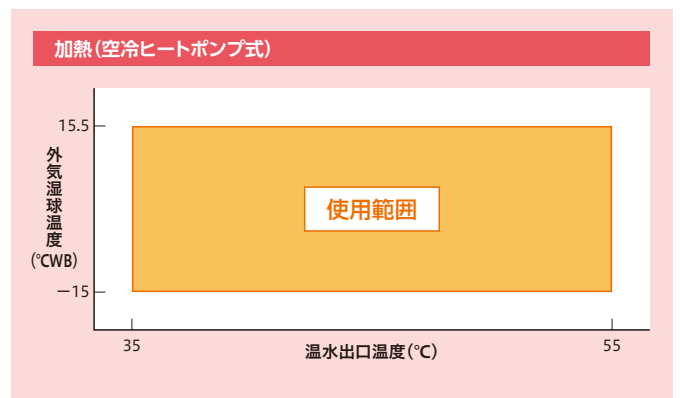 加熱(空冷ヒートポンプ式)
15.5
外気湿球温度
(℃WB)
使用範囲
−15
35
温水出口温度(℃)
55